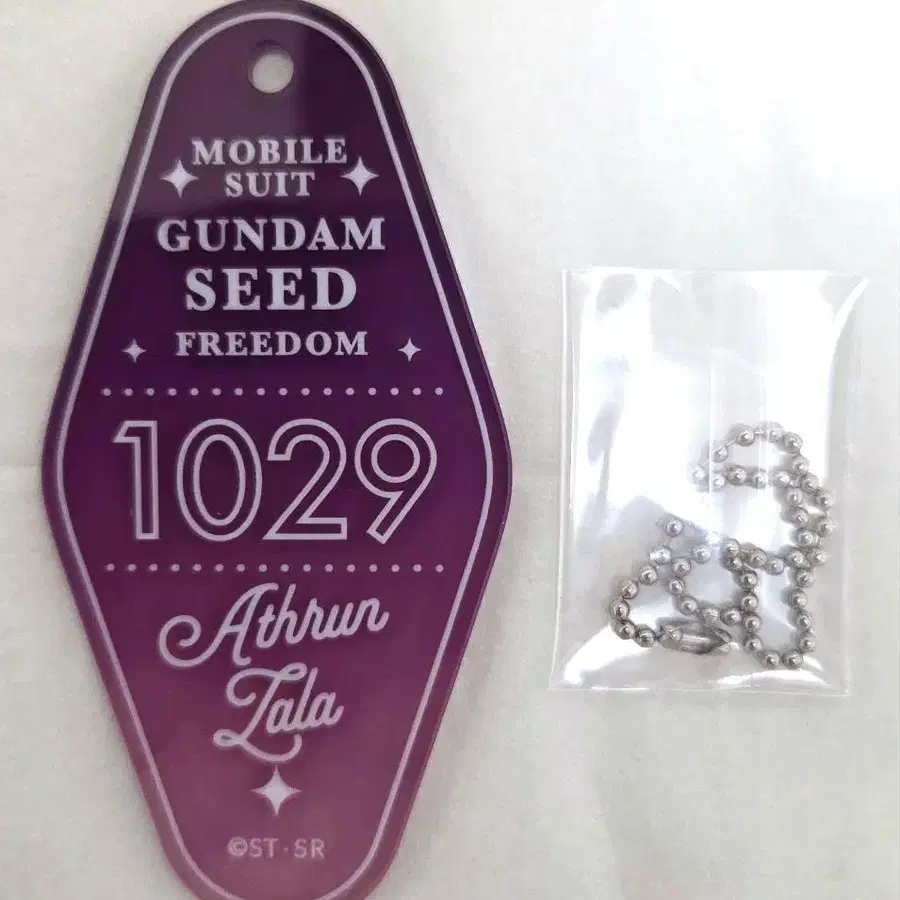 MOBILE
SUIT
GUNDAM
SEED
FREEDOM
1029
Athrun
Zala
©ST・SR